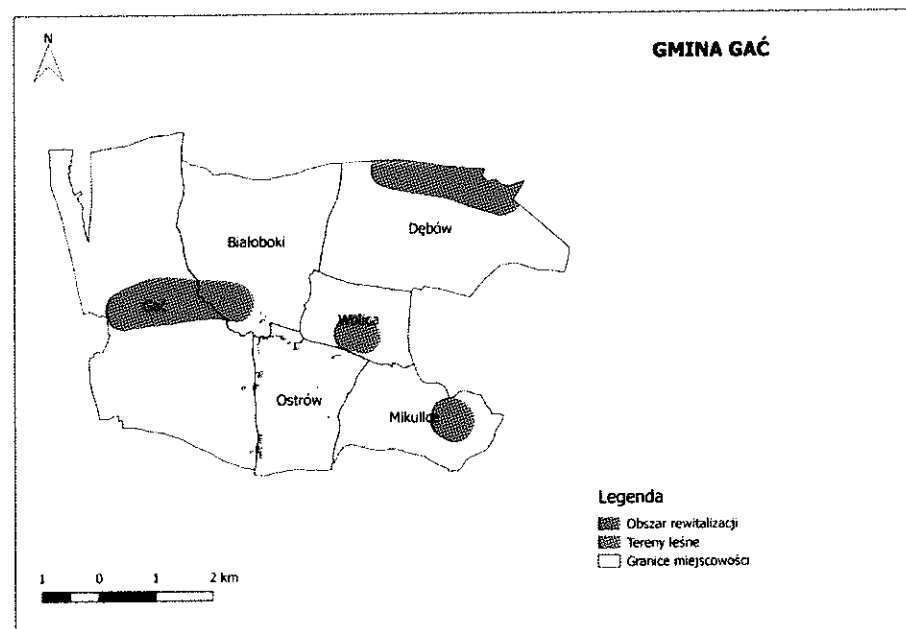 N
GMINA GAĆ
Dębów
Białoboki
Gać
Wolica
Ostrów
Mikulice
Legenda
Obszar rewitalizacji
Tereny leśne
Granice miejscowości
1 0 1 2 km